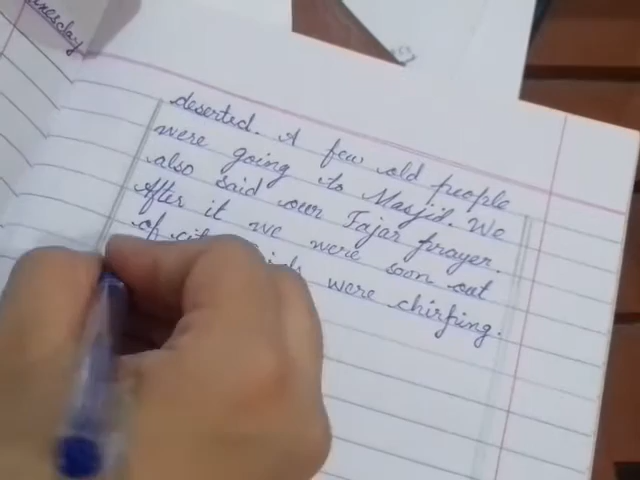 deserted. A few old people
were going to Masjid. We
also said our Fajar prayer.
After it we were soon out
of were chirping.